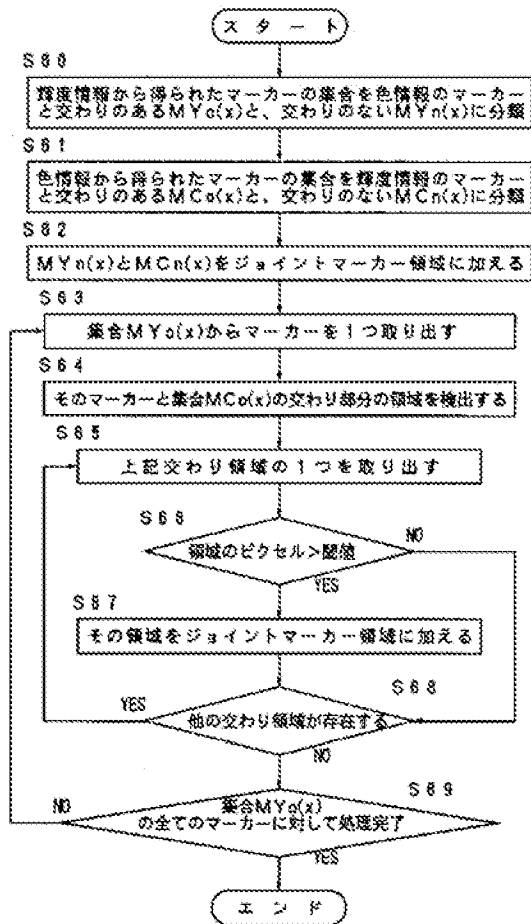 スタート
S60
輝度情報から得られたマーカーの集合を色情報のマーカー
と交わりのあるMYo(x)と、交わりのないMYn(x)に分類
S61
色情報から得られたマーカーの集合を輝度情報のマーカー
と交わりのあるMCo(x)と、交わりのないMCn(x)に分類
S62
MYn(x)とMCn(x)をジョイントマーカー領域に加える
S63
集合MYo(x)からマーカーを1つ取り出す
S64
そのマーカーと集合MCo(x)の交わり部分の領域を検出する
S65
上記交わり領域の1つを取り出す
S66
領域のピクセル>閾値
NO
YES
S67
その領域をジョイントマーカー領域に加える
S68
YES
他の交わり領域が存在する
NO
S69
NO
集合MYo(x)
の全てのマーカーに対して処理完了
YES
エンド